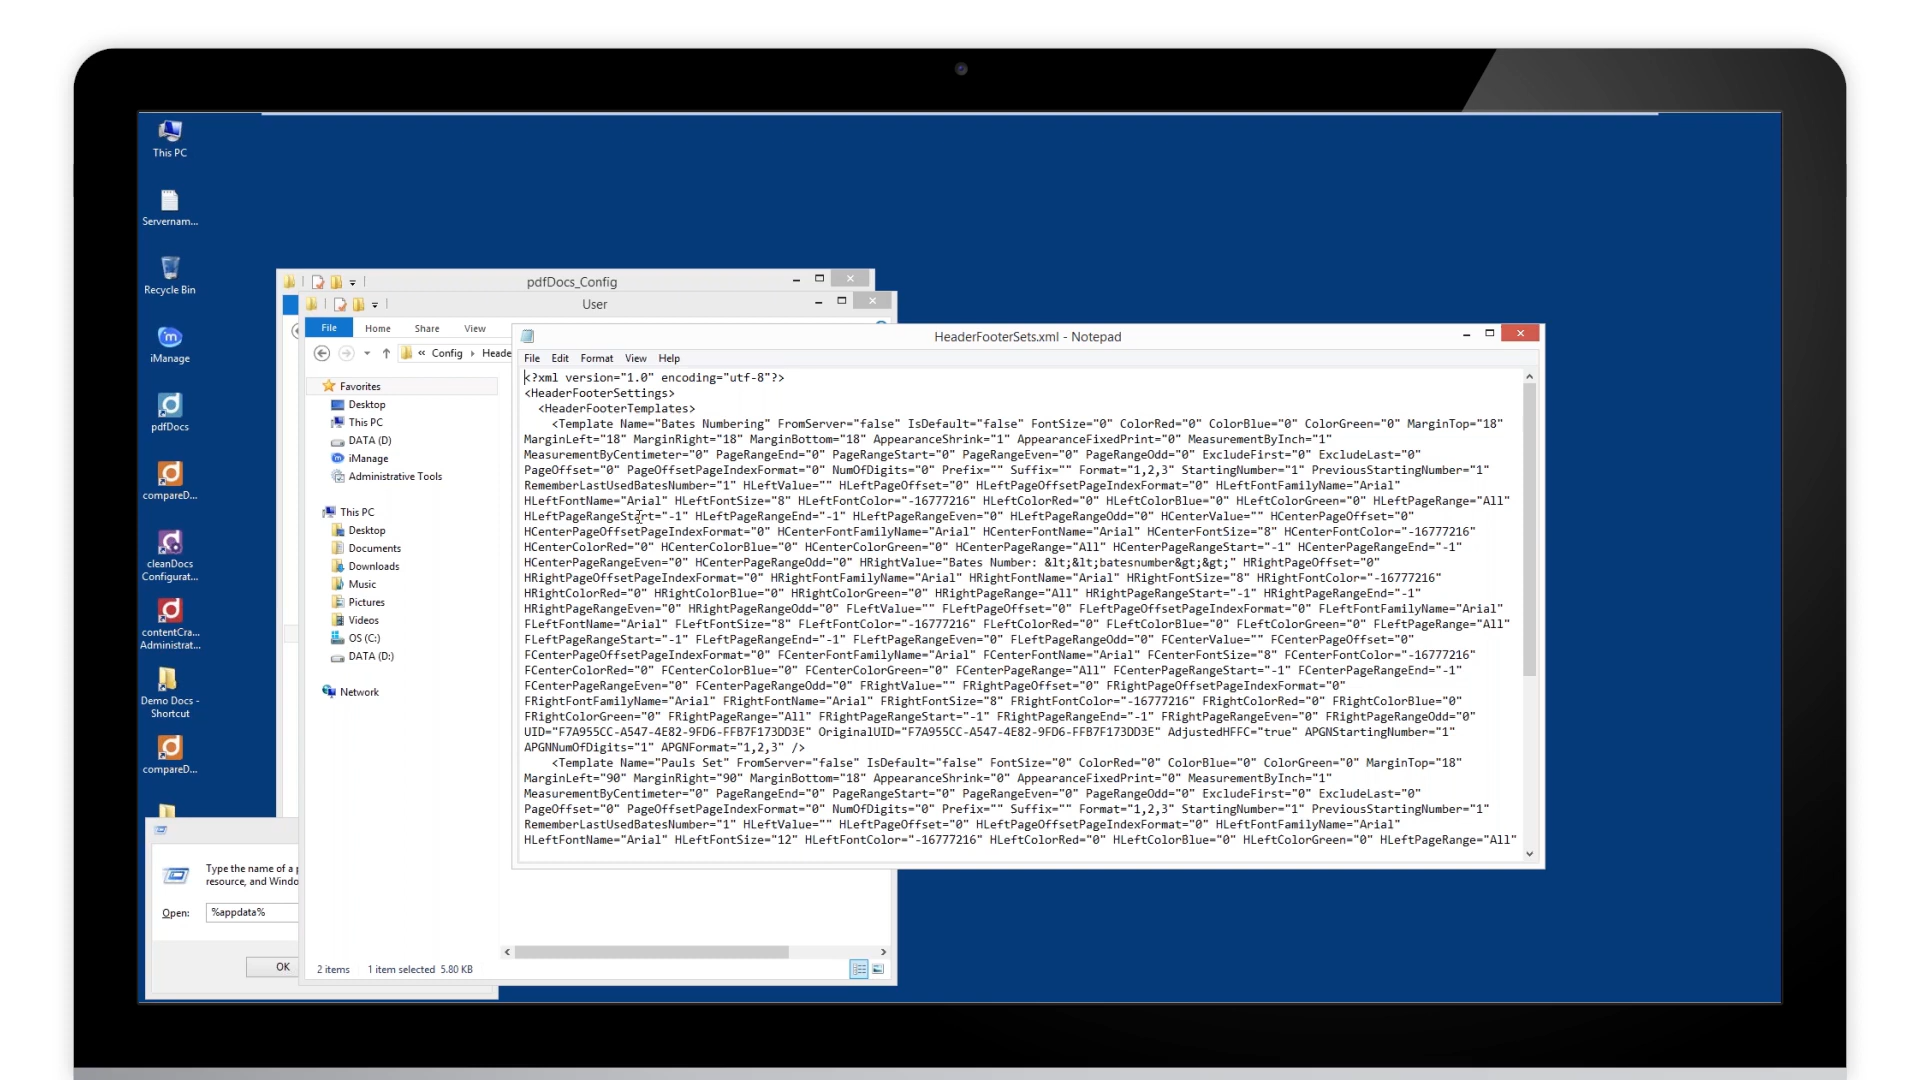 This PC
Servernam...
Recycle Bin
iManage
pdfDocs
compareD...
cleanDocs
Configurat...
contentCra...
Administrat...
Demo Docs -
Shortcut
compareD...
pdfDocs_Config
User
File Home Share View
« Config Heade
Favorites
Desktop
This PC
DATA (D)
iManage
Administrative Tools
This PC
Desktop
Documents
Downloads
Music
Pictures
Videos
OS (C:)
DATA (D:)
Network
2 items 1 item selected 5.80 KB
Type the name of a p
resource, and Windo
Open: %appdata%
OK
HeaderFooterSets.xml - Notepad
File Edit Format View Help
<?xml version="1.0" encoding="utf-8"?>
<HeaderFooterSettings>
<HeaderFooterTemplates>
<Template Name="Bates Numbering" FromServer="false" IsDefault="false" FontSize="0" ColorRed="0" ColorBlue="0" ColorGreen="0" MarginTop="18"
MarginLeft="18" MarginRight="18" MarginBottom="18" AppearanceShrink="1" AppearanceFixedPrint="0" MeasurementByInch="1"
MeasurementByCentimeter="0" PageRangeEnd="0" PageRangeStart="0" PageRangeEven="0" PageRangeOdd="0" ExcludeFirst="0" ExcludeLast="0"
PageOffset="0" PageOffsetPageIndexFormat="0" NumOfDigits="0" Prefix="" Suffix="" Format="1,2,3" StartingNumber="1" PreviousStartingNumber="1"
RememberLastUsedBatesNumber="1" HLeftValue="" HLeftPageOffset="0" HLeftPageOffsetPageIndexFormat="0" HLeftFontFamilyName="Arial"
HLeftFontName="Arial" HLeftFontSize="8" HLeftFontColor="-16777216" HLeftColorRed="0" HLeftColorBlue="0" HLeftColorGreen="0" HLeftPageRange="All"
HLeftPageRangeStart="-1" HLeftPageRangeEnd="-1" HLeftPageRangeEven="0" HLeftPageRangeOdd="0" HCenterValue="" HCenterPageOffset="0"
HCenterPageOffsetPageIndexFormat="0" HCenterFontFamilyName="Arial" HCenterFontName="Arial" HCenterFontSize="8" HCenterFontColor="-16777216"
HCenterColorRed="0" HCenterColorBlue="0" HCenterColorGreen="0" HCenterPageRange="All" HCenterPageRangeStart="-1" HCenterPageRangeEnd="-1"
HCenterPageRangeEven="0" HCenterPageRangeOdd="0" HRightValue="Bates Number: &lt;&lt;batesnumber&gt;&gt;" HRightPageOffset="0"
HRightPageOffsetPageIndexFormat="0" HRightFontFamilyName="Arial" HRightFontName="Arial" HRightFontSize="8" HRightFontColor="-16777216"
HRightColorRed="0" HRightColorBlue="0" HRightColorGreen="0" HRightPageRange="All" HRightPageRangeStart="-1" HRightPageRangeEnd="-1"
HRightPageRangeEven="0" HRightPageRangeOdd="0" FLeftValue="" FLeftPageOffset="0" FLeftPageOffsetPageIndexFormat="0" FLeftFontFamilyName="Arial"
FLeftFontName="Arial" FLeftFontSize="8" FLeftFontColor="-16777216" FLeftColorRed="0" FLeftColorBlue="0" FLeftColorGreen="0" FLeftPageRange="All"
FLeftPageRangeStart="-1" FLeftPageRangeEnd="-1" FLeftPageRangeEven="0" FLeftPageRangeOdd="0" FCenterValue="" FCenterPageOffset="0"
FCenterPageOffsetPageIndexFormat="0" FCenterFontFamilyName="Arial" FCenterFontName="Arial" FCenterFontSize="8" FCenterFontColor="-16777216"
FCenterColorRed="0" FCenterColorBlue="0" FCenterColorGreen="0" FCenterPageRange="All" FCenterPageRangeStart="-1" FCenterPageRangeEnd="-1"
FCenterPageRangeEven="0" FCenterPageRangeOdd="0" FRightValue="" FRightPageOffset="0" FRightPageOffsetPageIndexFormat="0"
FRightFontFamilyName="Arial" FRightFontName="Arial" FRightFontSize="8" FRightFontColor="-16777216" FRightColorRed="0" FRightColorBlue="0"
FRightColorGreen="0" FRightPageRange="All" FRightPageRangeStart="-1" FRightPageRangeEnd="-1" FRightPageRangeEven="0" FRightPageRangeOdd="0"
UID="F7A955CC-A547-4E82-9FD6-FFB7F173DD3E" OriginalUID="F7A955CC-A547-4E82-9FD6-FFB7F173DD3E" AdjustedHFFC="true" APGNStartingNumber="1"
APGNNumOfDigits="1" APGNFormat="1,2,3" />
<Template Name="Pauls Set" FromServer="false" IsDefault="false" FontSize="0" ColorRed="0" ColorBlue="0" ColorGreen="0" MarginTop="18"
MarginLeft="90" MarginRight="90" MarginBottom="18" AppearanceShrink="0" AppearanceFixedPrint="0" MeasurementByInch="1"
MeasurementByCentimeter="0" PageRangeEnd="0" PageRangeStart="0" PageRangeEven="0" PageRangeOdd="0" ExcludeFirst="0" ExcludeLast="0"
PageOffset="0" PageOffsetPageIndexFormat="0" NumOfDigits="0" Prefix="" Suffix="" Format="1,2,3" StartingNumber="1" PreviousStartingNumber="1"
RememberLastUsedBatesNumber="1" HLeftValue="" HLeftPageOffset="0" HLeftPageOffsetPageIndexFormat="0" HLeftFontFamilyName="Arial"
HLeftFontName="Arial" HLeftFontSize="12" HLeftFontColor="-16777216" HLeftColorRed="0" HLeftColorBlue="0" HLeftColorGreen="0" HLeftPageRange="All"